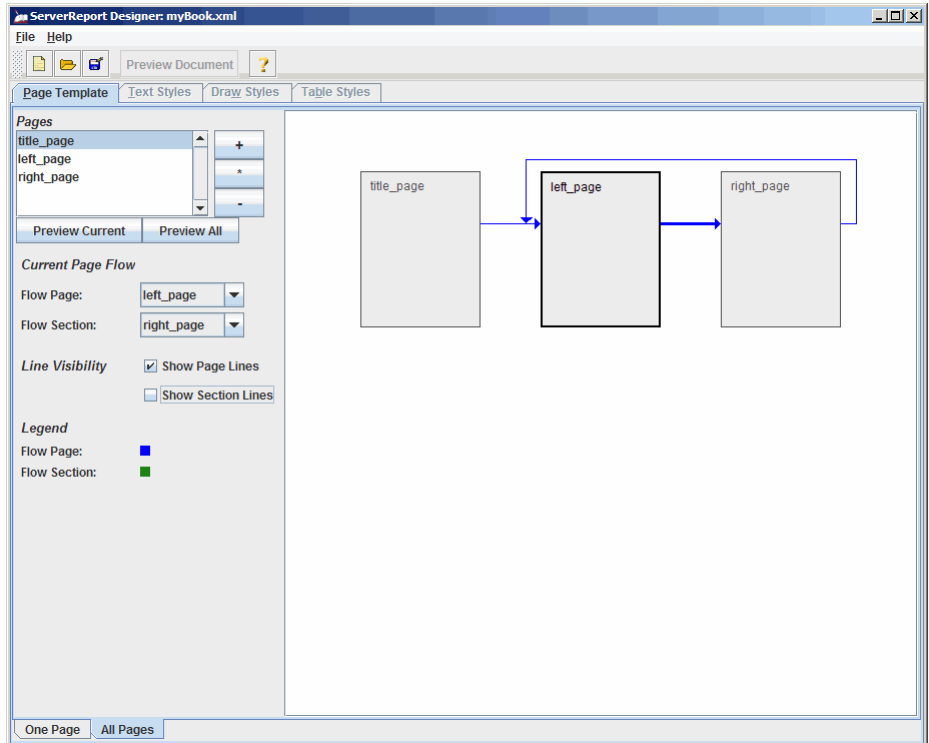 ServerReport Designer: myBook.xml
File Help
Preview Document ?
Page Template Text Styles Draw Styles Table Styles
Pages
title_page
left_page
right_page
+
*
-
Preview Current Preview All
Current Page Flow
Flow Page: left_page
Flow Section: right_page
Line Visibility Show Page Lines
Show Section Lines
Legend
Flow Page:
Flow Section:
title_page left_page right_page
One Page All Pages